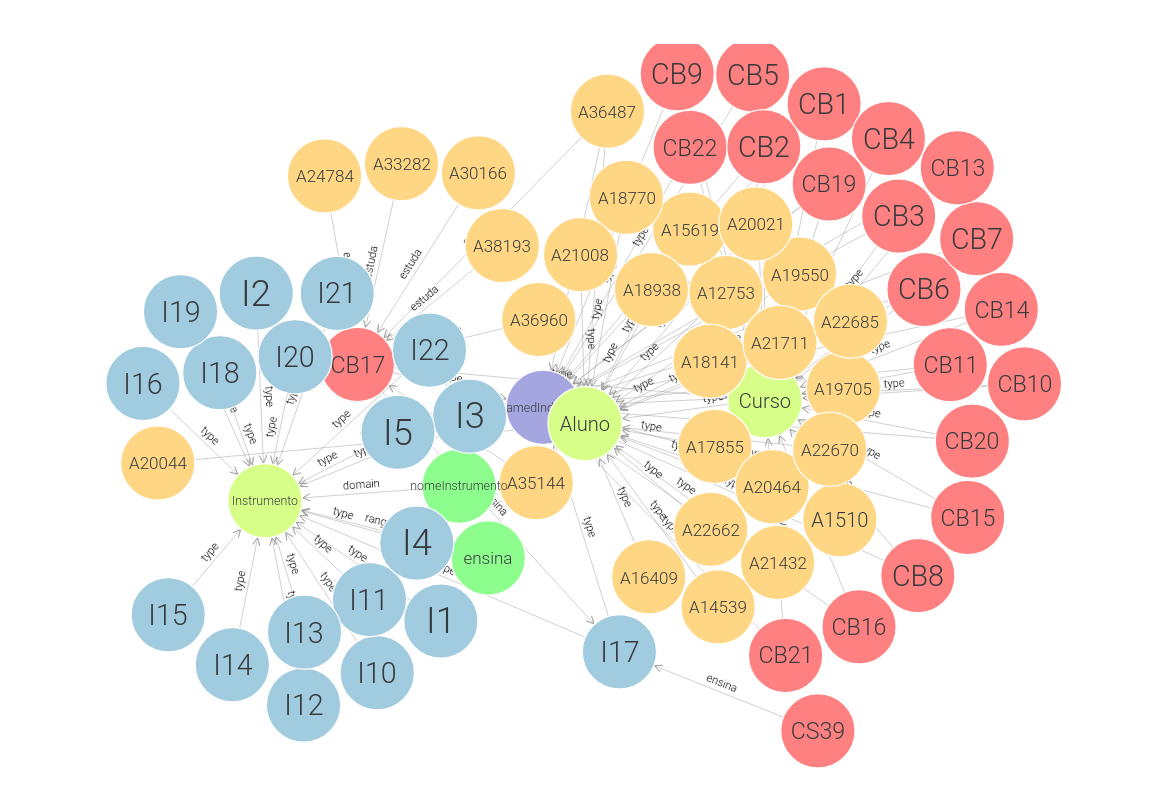 CB9
CB5
CB1
A36487
CB4
CB22
CB2
A33282
A30166
A24784
CB13
CB19
A18770
CB3
A15619
A20021
CB7
A38193
A21008
type
estuda
estuda
A19550
A18938
A12753
CB6
I2
I21
estuda
type
CB14
I19
A36960
A22685
type
type
A21711
type
I22
I20
CB17
type
A18141
CB11
I18
I16
type
type
CB10
A19705
type
Curso
I3
Aluno
type
type
type
type
I5
type
CB20
A17855
A22670
A20044
type
type
type
A35144
domain
nomeInstrumento
type
A20464
Instrumento
type
type
CB15
type
A1510
type
A22662
I4
type
type
type
type
ensina
type
A21432
type
A16409
CB8
I11
A14539
I15
I1
CB16
I13
I17
CB21
I14
I10
ensina
I12
CS39